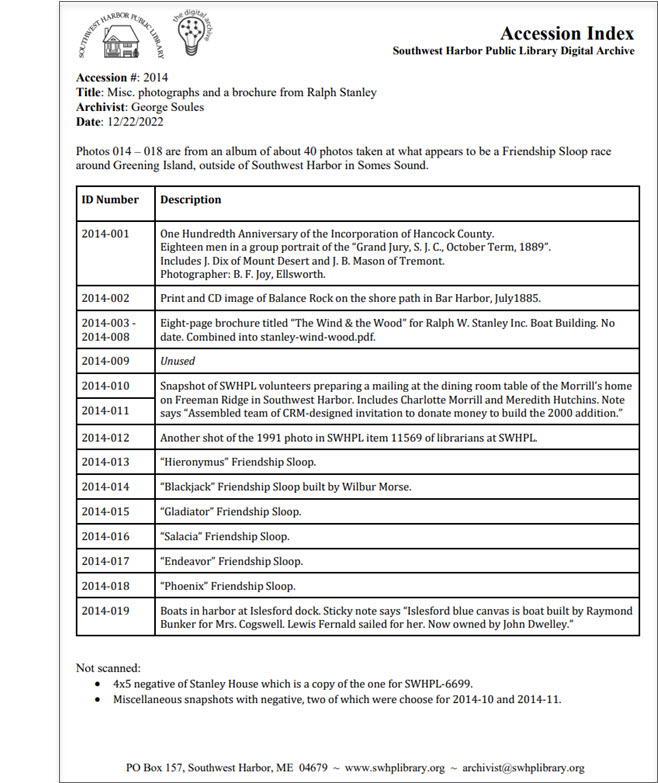 SOUTHWEST HARBOR PUBLIC LIBRARY
the digital archive
Accession Index
Southwest Harbor Public Library Digital Archive
Accession #: 2014
Title: Misc. photographs and a brochure from Ralph Stanley
Archivist: George Soules
Date: 12/22/2022
Photos 014 – 018 are from an album of about 40 photos taken at what appears to be a Friendship Sloop race
around Greening Island, outside of Southwest Harbor in Somes Sound.
ID Number Description
2014-001 One Hundredth Anniversary of the Incorporation of Hancock County.
Eighteen men in a group portrait of the “Grand Jury, S. J. C., October Term, 1889”.
Includes J. Dix of Mount Desert and J. B. Mason of Tremont.
Photographer: B. F. Joy, Ellsworth.
2014-002 Print and CD image of Balance Rock on the shore path in Bar Harbor, July1885.
2014-003 - Eight-page brochure titled “The Wind & the Wood” for Ralph W. Stanley Inc. Boat Building. No
2014-008 date. Combined into stanley-wind-wood.pdf.
2014-009 Unused
2014-010 Snapshot of SWHPL volunteers preparing a mailing at the dining room table of the Morrill’s home
on Freeman Ridge in Southwest Harbor. Includes Charlotte Morrill and Meredith Hutchins. Note
2014-011 says “Assembled team of CRM-designed invitation to donate money to build the 2000 addition.”
2014-012 Another shot of the 1991 photo in SWHPL item 11569 of librarians at SWHPL.
2014-013 “Hieronymus” Friendship Sloop.
2014-014 “Blackjack” Friendship Sloop built by Wilbur Morse.
2014-015 “Gladiator” Friendship Sloop.
2014-016 “Salacia” Friendship Sloop.
2014-017 “Endeavor” Friendship Sloop.
2014-018 “Phoenix” Friendship Sloop.
2014-019 Boats in harbor at Islesford dock. Sticky note says “Islesford blue canvas is boat built by Raymond
Bunker for Mrs. Cogswell. Lewis Fernald sailed for her. Now owned by John Dwelley.”
Not scanned:
• 4x5 negative of Stanley House which is a copy of the one for SWHPL-6699.
• Miscellaneous snapshots with negative, two of which were choose for 2014-10 and 2014-11.
PO Box 157, Southwest Harbor, ME 04679 ~ www.swhplibrary.org ~ archivist@swhplibrary.org